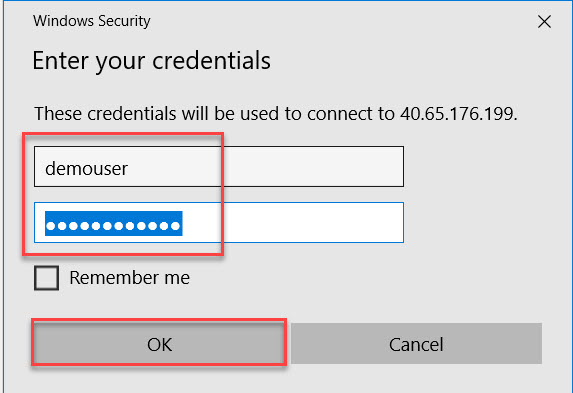 Windows Security
Enter your credentials
These credentials will be used to connect to 40.65.176.199.
demouser
●●●●●●●●●●●●
Remember me
OK
Cancel